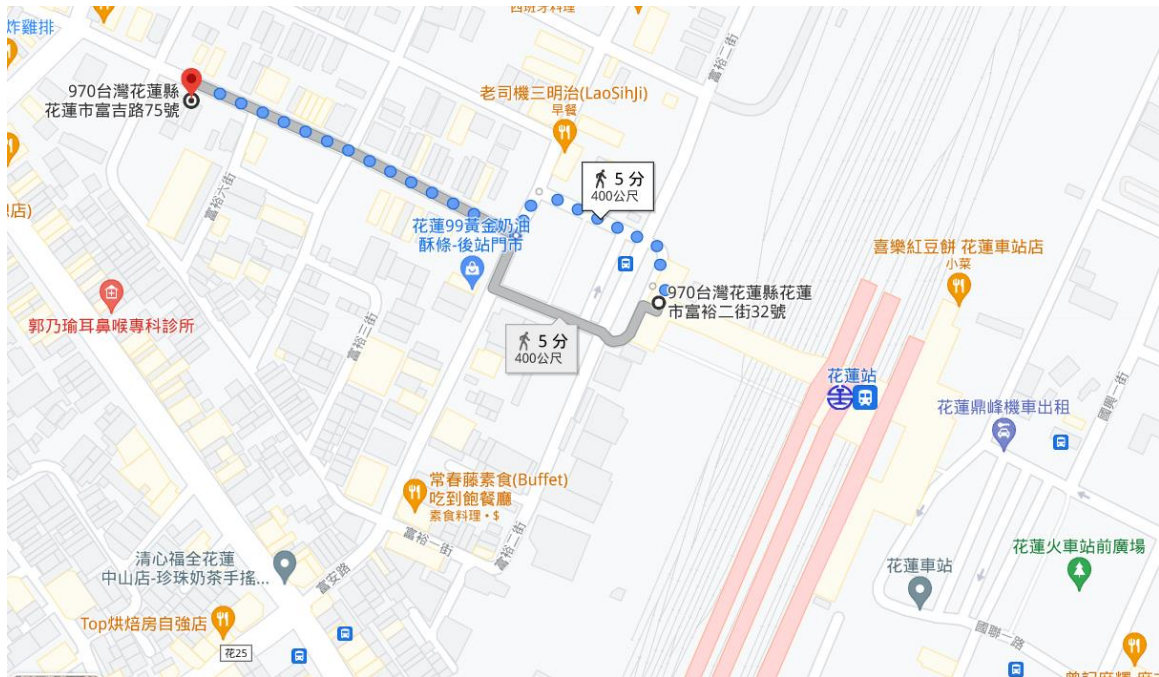 西班牙料理
炸雞排
970台灣花蓮縣
花蓮市富吉路75號
老司機三明治(LaoSihJi)
早餐
富裕二街
5 分
400公尺
富裕六街
花蓮99黃金奶油
酥條-後站門市
喜樂紅豆餅 花蓮車站店
小菜
970台灣花蓮縣花蓮
市富裕二街32號
郭乃瑜耳鼻喉專科診所
富裕三街
5 分
400公尺
花蓮站
國興一街
花蓮鼎峰機車出租
常春藤素食(Buffet)
吃到飽餐廳
素食料理・$
富裕一街
富裕二街
清心福全花蓮
中山店-珍珠奶茶手搖...
富安路
花蓮車站
花蓮火車站前廣場
Top烘焙房自強店
花25
國聯一路